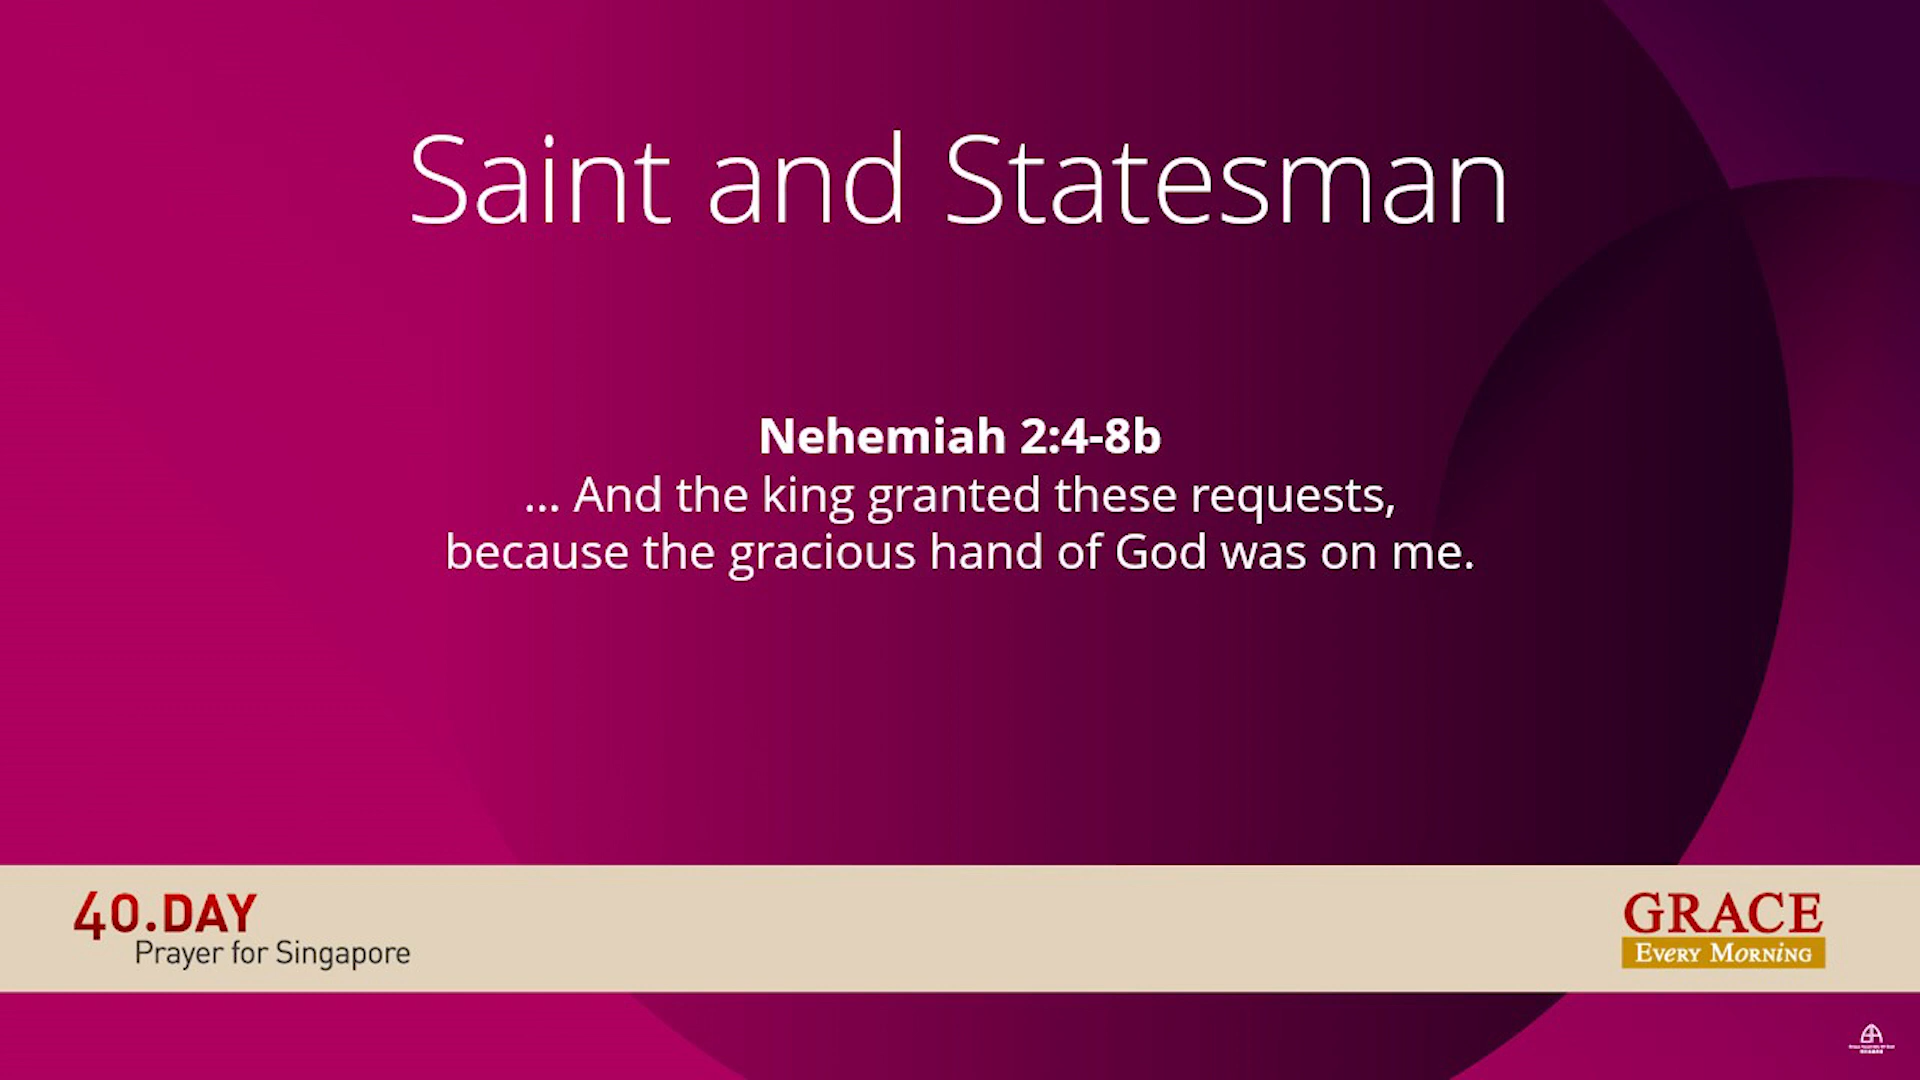 Saint and Statesman
Nehemiah 2:4-8b
... And the king granted these requests,
because the gracious hand of God was on me.
40.DAY
Prayer for Singapore
GRACE
EVERY MORNING